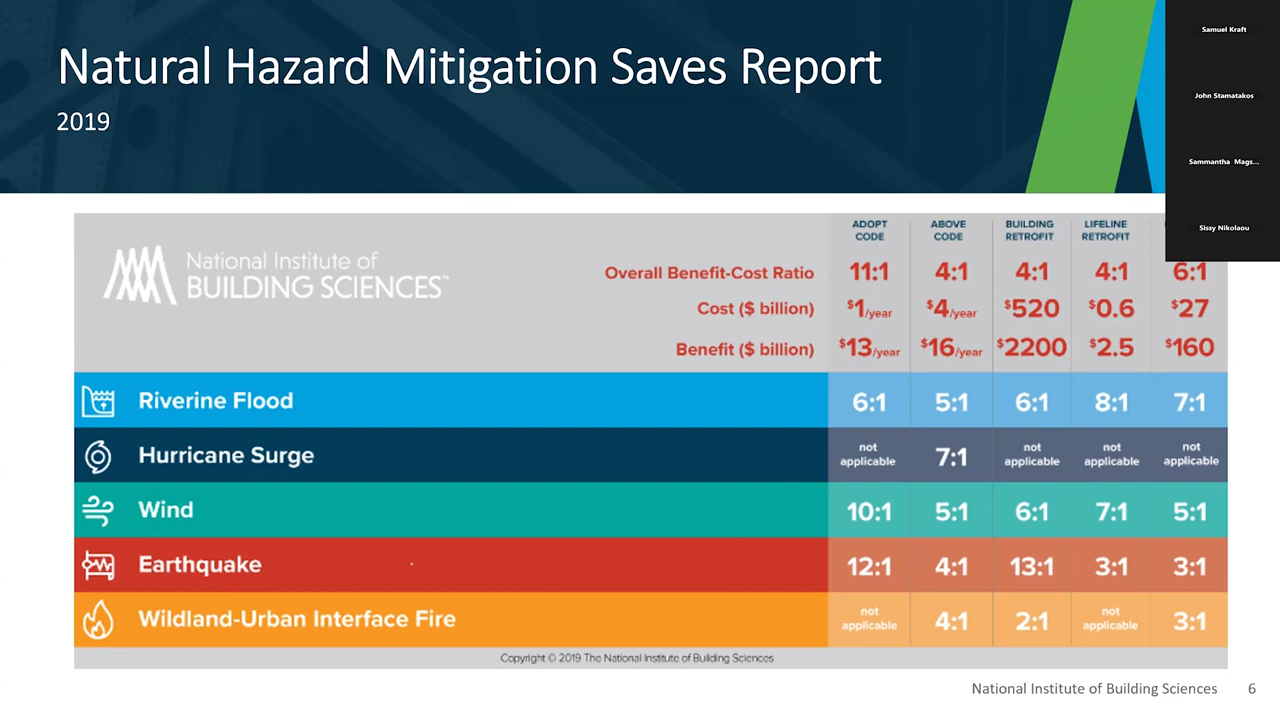 Natural Hazard Mitigation Saves Report
2019
Samuel Kraft
John Stamatakos
Sammantha Mags...
Sissy Nikolaou
National Institute of
BUILDING SCIENCES™
ADOPT CODE ABOVE CODE BUILDING RETROFIT LIFELINE RETROFIT
Overall Benefit-Cost Ratio 11:1 4:1 4:1 4:1 6:1
Cost ($ billion) $1/year $4/year $520 $0.6 $27
Benefit ($ billion) $13/year $16/year $2200 $2.5 $160
Riverine Flood 6:1 5:1 6:1 8:1 7:1
Hurricane Surge not applicable 7:1 not applicable not applicable not applicable
Wind 10:1 5:1 6:1 7:1 5:1
Earthquake 12:1 4:1 13:1 3:1 3:1
Wildland-Urban Interface Fire not applicable 4:1 2:1 not applicable 3:1
Copyright © 2019 The National Institute of Building Sciences
National Institute of Building Sciences 6